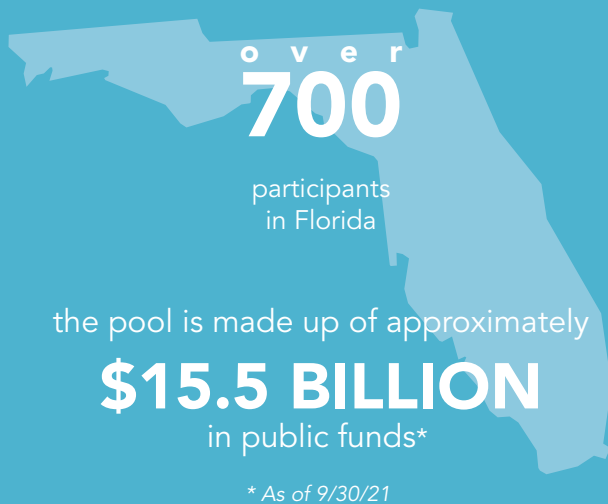 over
700
participants
in Florida
the pool is made up of approximately
$15.5 BILLION
in public funds*
* As of 9/30/21